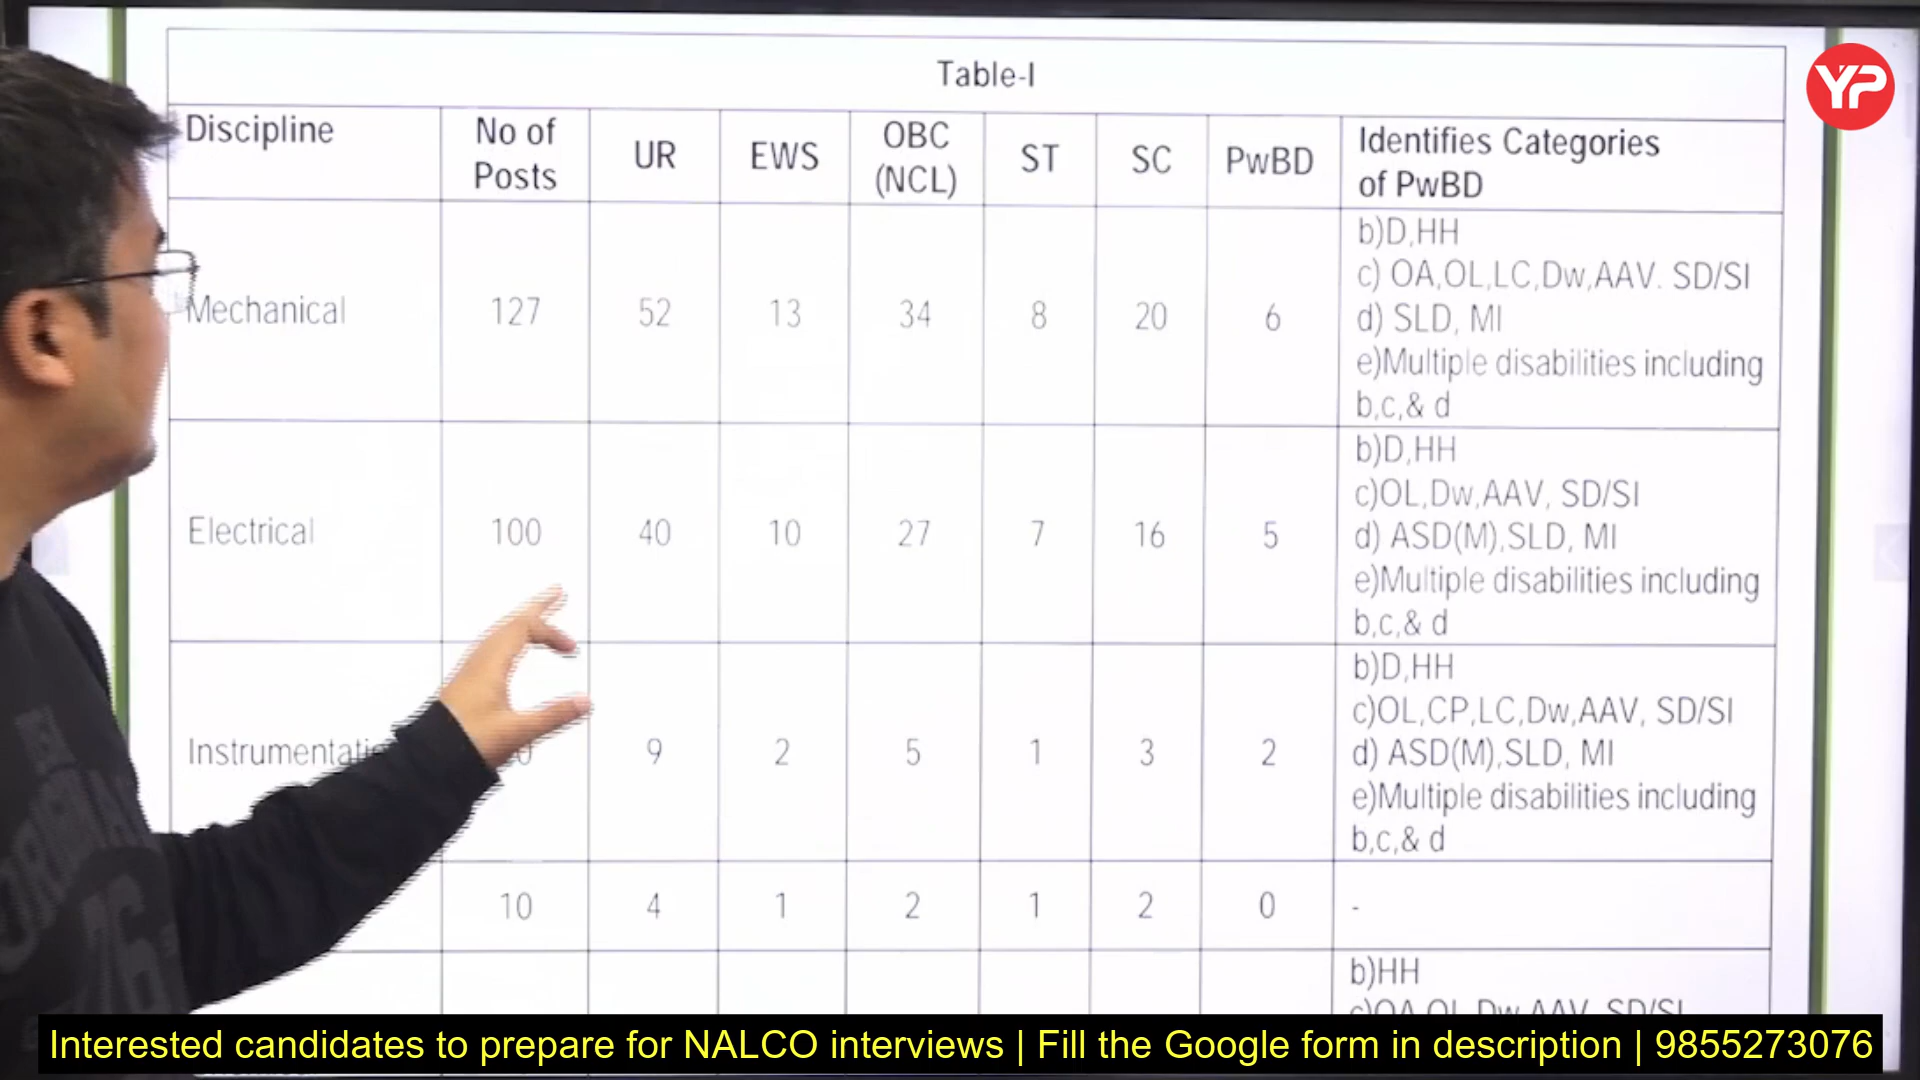 YP
Table-I
Discipline No of Posts UR EWS OBC (NCL) ST SC PwBD Identifies Categories of PwBD
Mechanical 127 52 13 34 8 20 6
b)D,HH
c) OA,OL,LC,Dw,AAV. SD/SI
d) SLD, MI
e)Multiple disabilities including
b,c,& d
Electrical 100 40 10 27 7 16 5
b)D,HH
c)OL,Dw,AAV, SD/SI
d) ASD(M),SLD, MI
e)Multiple disabilities including
b,c,& d
9 2 5 1 3 2
b)D,HH
c)OL,CP,LC,Dw,AAV, SD/SI
d) ASD(M),SLD, MI
e)Multiple disabilities including
b,c,& d
10 4 1 2 1 2 0 -
b)HH
Interested candidates to prepare for NALCO interviews | Fill the Google form in description | 9855273076